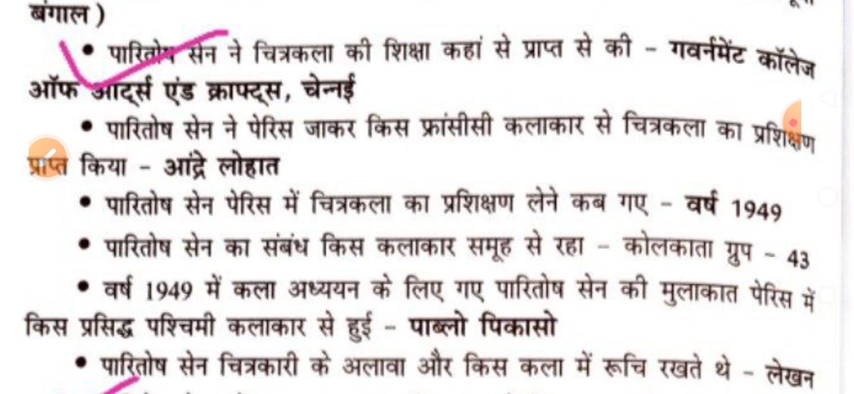 बंगाल )
• पारितोष सेन ने चित्रकला की शिक्षा कहां से प्राप्त से की – गवर्नमेंट कॉलेज
ऑफ आर्ट्स एंड क्राफ्ट्स, चेन्नई
• पारितोष सेन ने पेरिस जाकर किस फ्रांसीसी कलाकार से चित्रकला का प्रशिक्षण
प्राप्त किया – आंद्रे लोहात
• पारितोष सेन पेरिस में चित्रकला का प्रशिक्षण लेने कब गए – वर्ष 1949
• पारितोष सेन का संबंध किस कलाकार समूह से रहा – कोलकाता ग्रुप – 43
• वर्ष 1949 में कला अध्ययन के लिए गए पारितोष सेन की मुलाकात पेरिस में
किस प्रसिद्ध पश्चिमी कलाकार से हुई – पाब्लो पिकासो
• पारितोष सेन चित्रकारी के अलावा और किस कला में रूचि रखते थे – लेखन